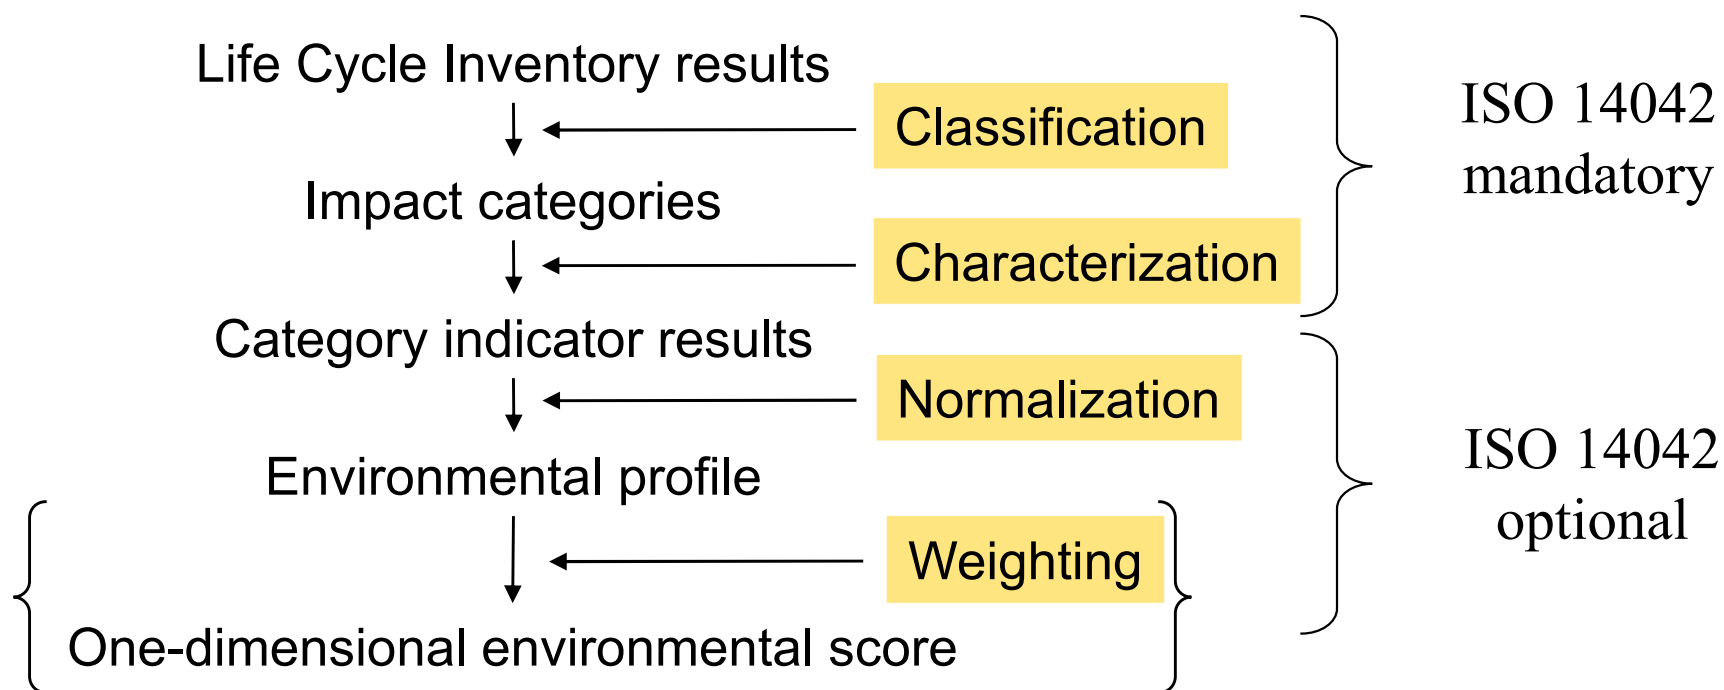 Life Cycle Inventory results
Classification
Impact categories
Characterization
Category indicator results
Normalization
Environmental profile
Weighting
One-dimensional environmental score
ISO 14042
mandatory
ISO 14042
optional